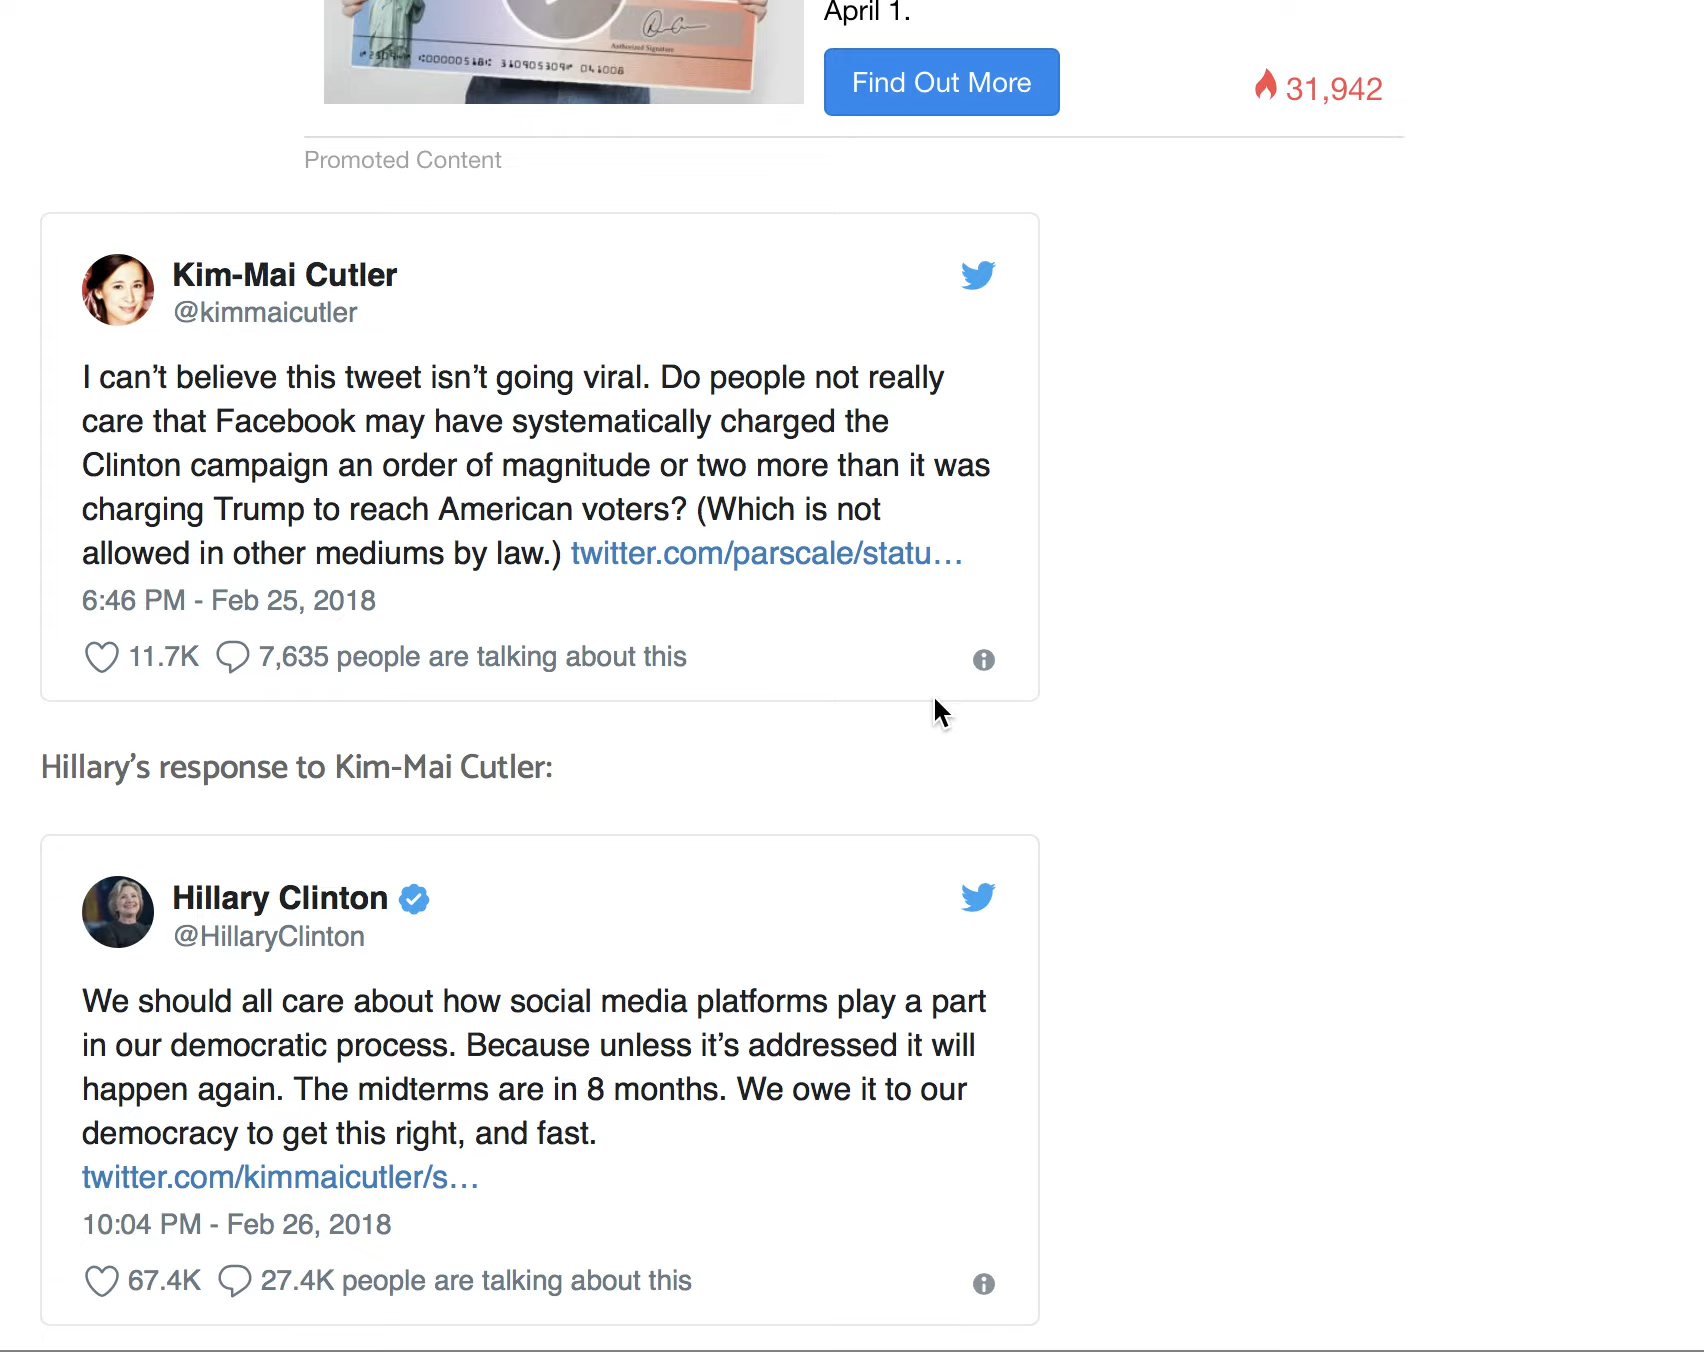 April 1.
Authorized Signature
Find Out More
31,942
Promoted Content
Kim-Mai Cutler
@kimmaicutler
I can’t believe this tweet isn’t going viral. Do people not really
care that Facebook may have systematically charged the
Clinton campaign an order of magnitude or two more than it was
charging Trump to reach American voters? (Which is not
allowed in other mediums by law.) twitter.com/parscale/statu…
6:46 PM - Feb 25, 2018
11.7K 7,635 people are talking about this
Hillary’s response to Kim-Mai Cutler:
Hillary Clinton
@HillaryClinton
We should all care about how social media platforms play a part
in our democratic process. Because unless it’s addressed it will
happen again. The midterms are in 8 months. We owe it to our
democracy to get this right, and fast.
twitter.com/kimmaicutler/s…
10:04 PM - Feb 26, 2018
67.4K 27.4K people are talking about this